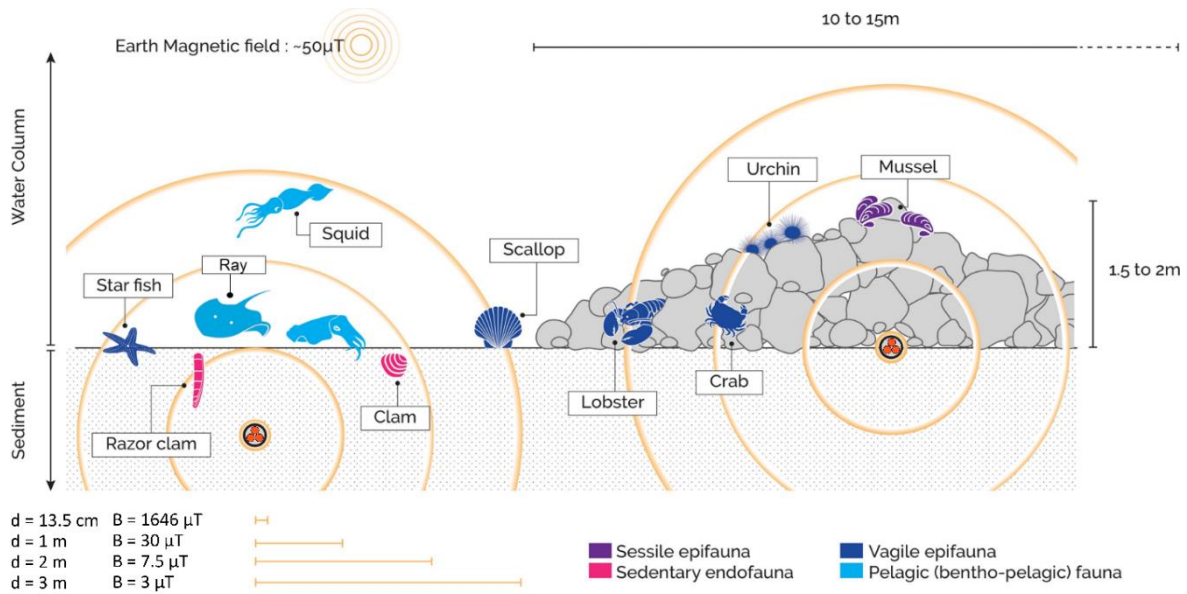 Earth Magnetic field : ~50µT
10 to 15m
Water Column
Urchin
Mussel
Squid
Scallop
Ray
Star fish
1.5 to 2m
Crab
Lobster
Clam
Razor clam
Sediment
d = 13.5 cm B = 1646 µT
d = 1 m B = 30 µT
d = 2 m B = 7.5 µT
d = 3 m B = 3 µT
Sessile epifauna
Vagile epifauna
Sedentary endofauna
Pelagic (bentho-pelagic) fauna